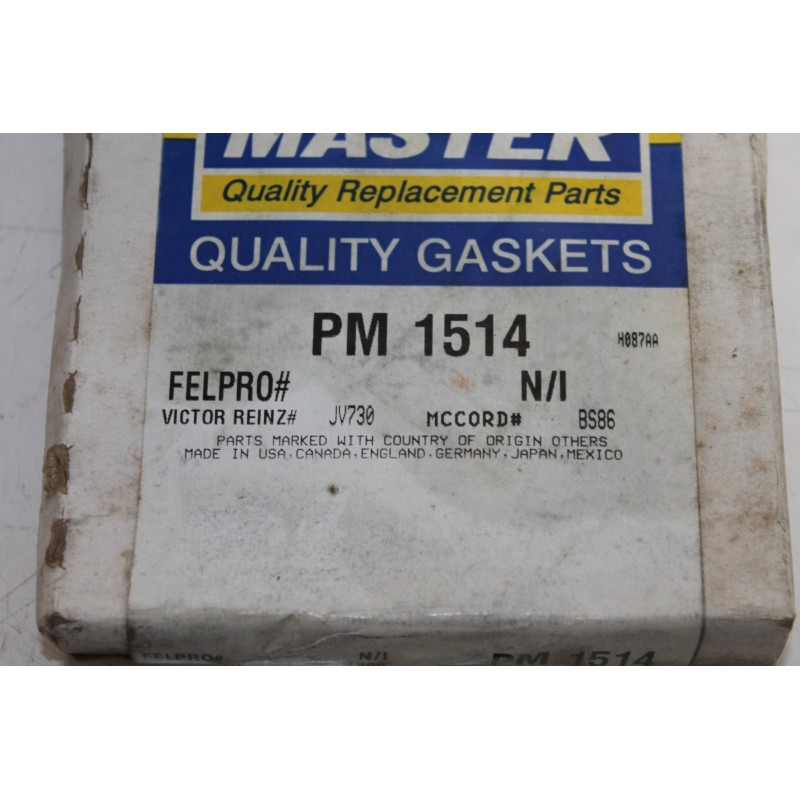 MASTER
Quality Replacement Parts
QUALITY GASKETS
PM 1514 H087AA
FELPRO# N/I
VICTOR REINZ# JV730 MCCORD# BS86
PARTS MARKED WITH COUNTRY OF ORIGIN OTHERS
MADE IN USA,CANADA,ENGLAND,GERMANY,JAPAN,MEXICO
FELPRO# N/I PM 1514